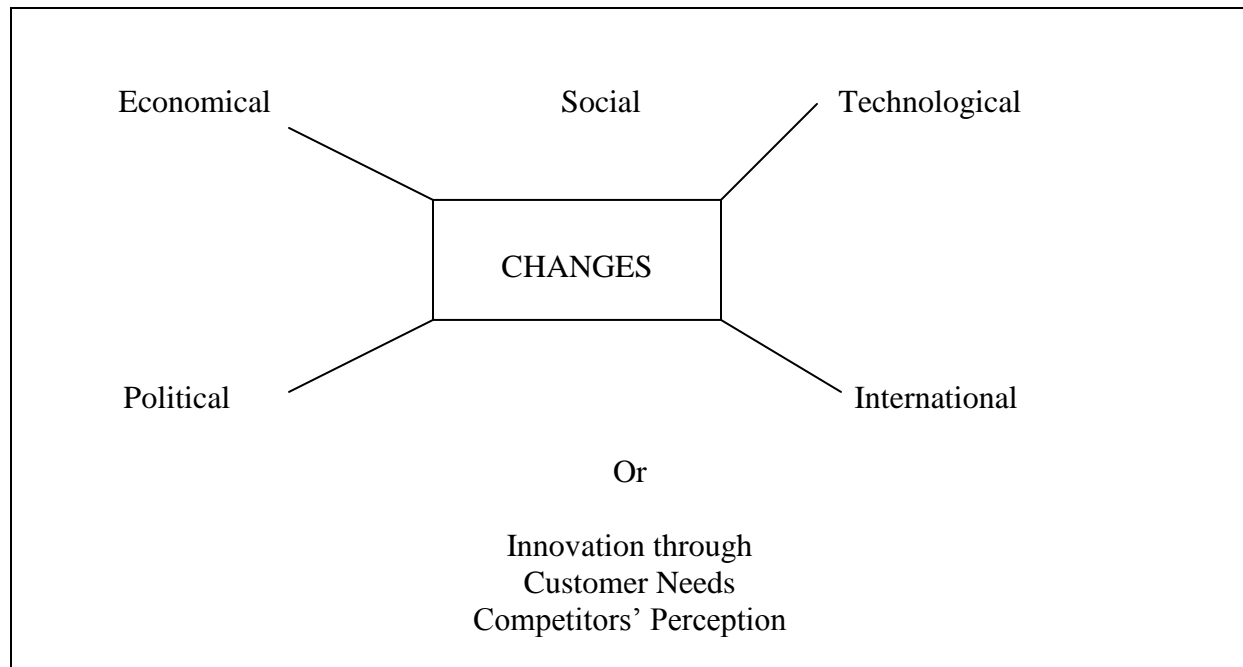 Economical Social Technological
CHANGES
Political International
Or
Innovation through
Customer Needs
Competitors’ Perception